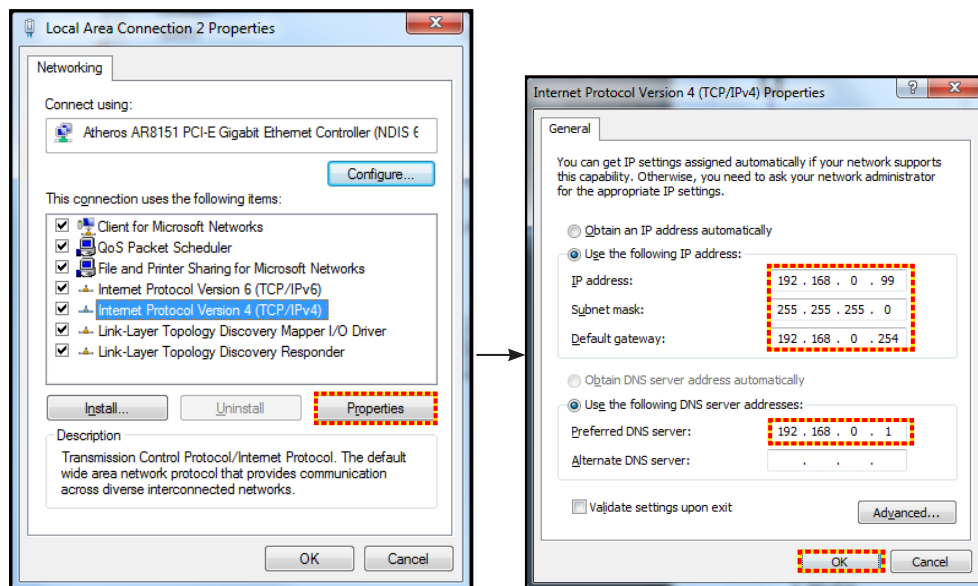 Local Area Connection 2 Properties
Networking
Connect using:
Atheros AR8151 PCI-E Gigabit Ethernet Controller (NDIS 6
Configure...
This connection uses the following items:
Client for Microsoft Networks
QoS Packet Scheduler
File and Printer Sharing for Microsoft Networks
Internet Protocol Version 6 (TCP/IPv6)
Internet Protocol Version 4 (TCP/IPv4)
Link-Layer Topology Discovery Mapper I/O Driver
Link-Layer Topology Discovery Responder
Install... Uninstall Properties
Description
Transmission Control Protocol/Internet Protocol. The default
wide area network protocol that provides communication
across diverse interconnected networks.
OK Cancel
Internet Protocol Version 4 (TCP/IPv4) Properties
?
General
You can get IP settings assigned automatically if your network supports
this capability. Otherwise, you need to ask your network administrator
for the appropriate IP settings.
Obtain an IP address automatically
Use the following IP address:
IP address: 192 . 168 . 0 . 99
Subnet mask: 255 . 255 . 255 . 0
Default gateway: 192 . 168 . 0 . 254
Obtain DNS server address automatically
Use the following DNS server addresses:
Preferred DNS server: 192 . 168 . 0 . 1
Alternate DNS server: . . .
Validate settings upon exit
Advanced...
OK Cancel